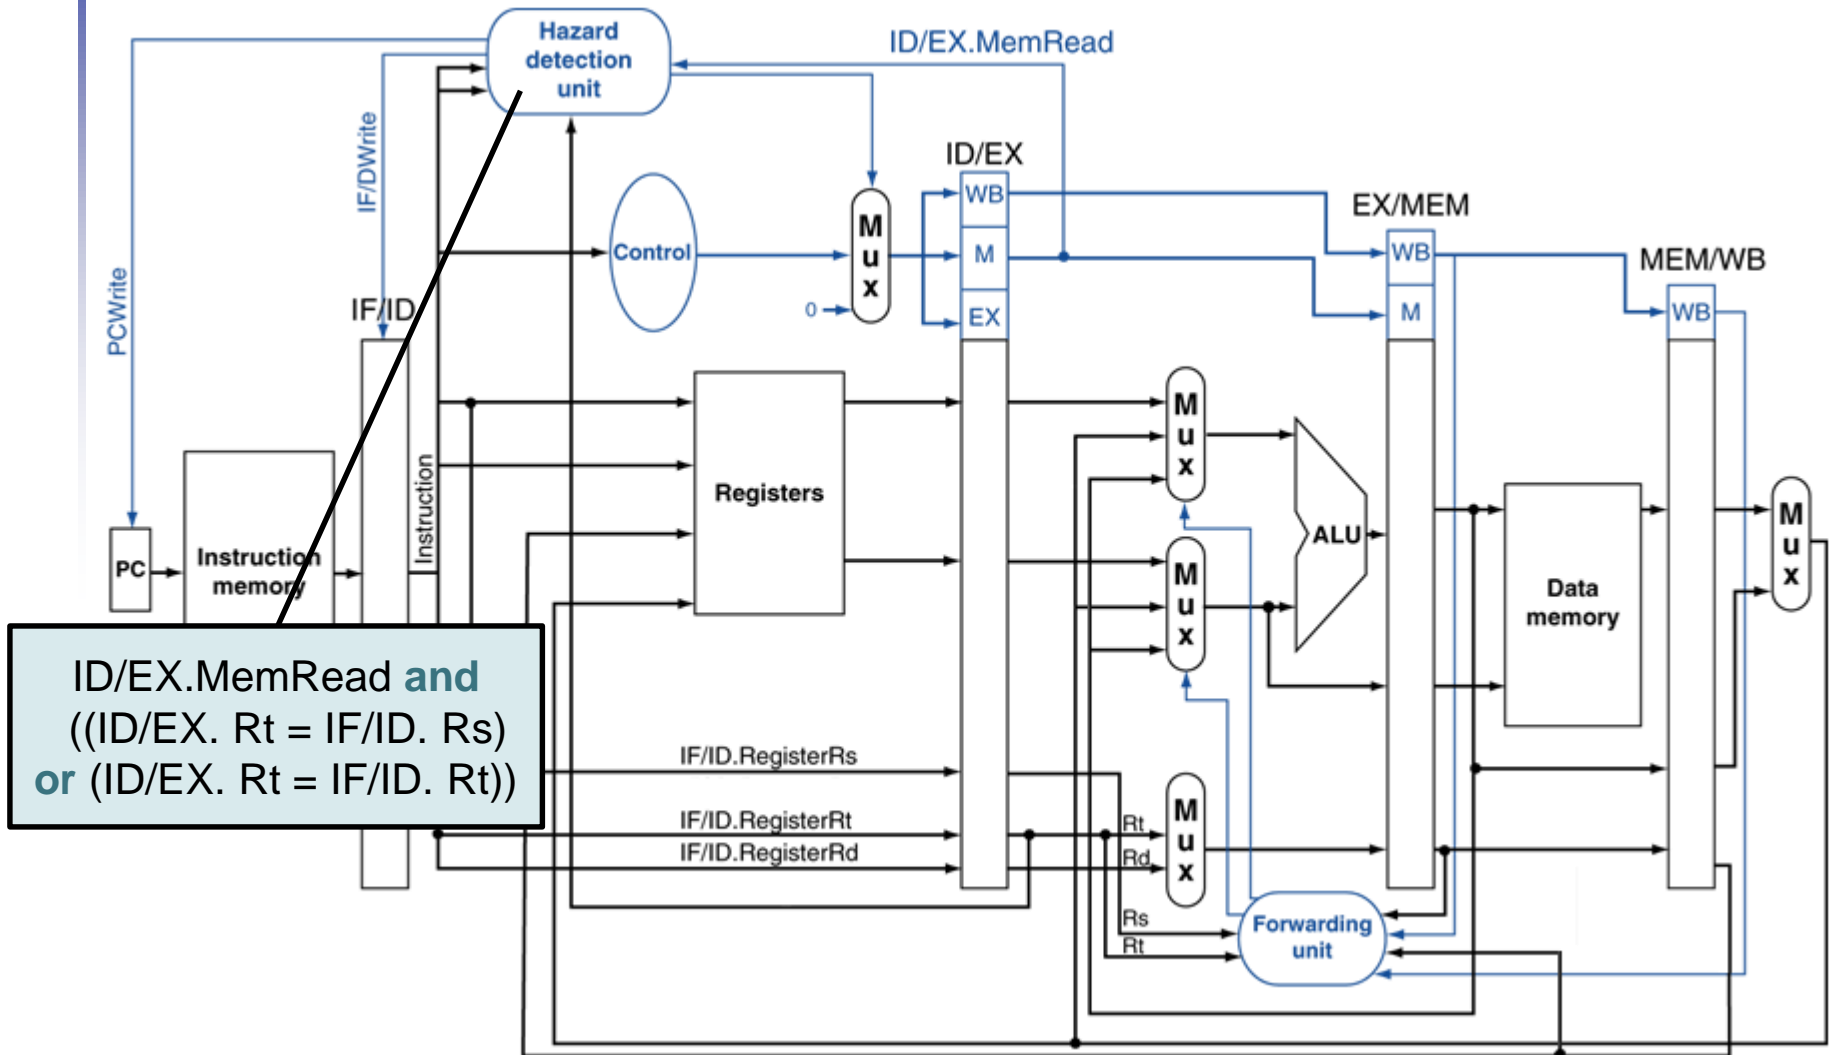 Hazard
detection
unit
ID/EX.MemRead
IF/DWrite
PCWrite
ID/EX
WB
M
EX
EX/MEM
WB
M
MEM/WB
WB
Control
0
M
u
x
IF/ID
PC
Instruction
memory
Instruction
Registers
M
u
x
M
u
x
ALU
Data
memory
M
u
x
ID/EX.MemRead and
((ID/EX. Rt = IF/ID. Rs)
or (ID/EX. Rt = IF/ID. Rt))
IF/ID.RegisterRs
IF/ID.RegisterRt
IF/ID.RegisterRd
Rt
Rd
M
u
x
Rs
Rt
Forwarding
unit